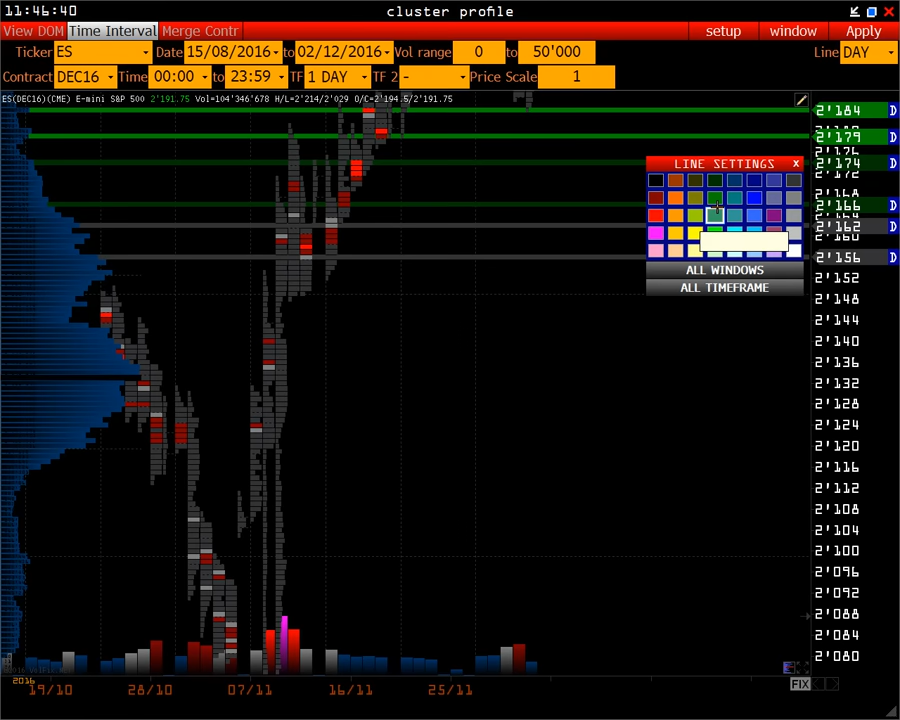 11:46:40 cluster profile
View DOM Time Interval Merge Contr setup window Apply
Ticker ES Date 15/08/2016 to 02/12/2016 Vol range 0 to 50'000 Line DAY
Contract DEC16 Time 00:00 to 23:59 TF 1 DAY TF 2 - Price Scale 1
ES(DEC16)(CME) E-mini S&P 500 2'191.75 Vol=104'346'678 H/L=2'214/2'029 O/C=2'194.5/2'191.75
2'184 D
2'179 D
2'176
2'174 D
LINE SETTINGS x
2'172
2'168
2'166 D
2'162 D
2'160
2'156 D
ALL WINDOWS
2'152
ALL TIMEFRAME
2'148
2'144
2'140
2'136
2'132
2'128
2'124
2'120
2'116
2'112
2'108
2'104
2'100
2'096
2'092
2'088
2'084
2'080
2016
19/10 28/10 07/11 16/11 25/11
FIX